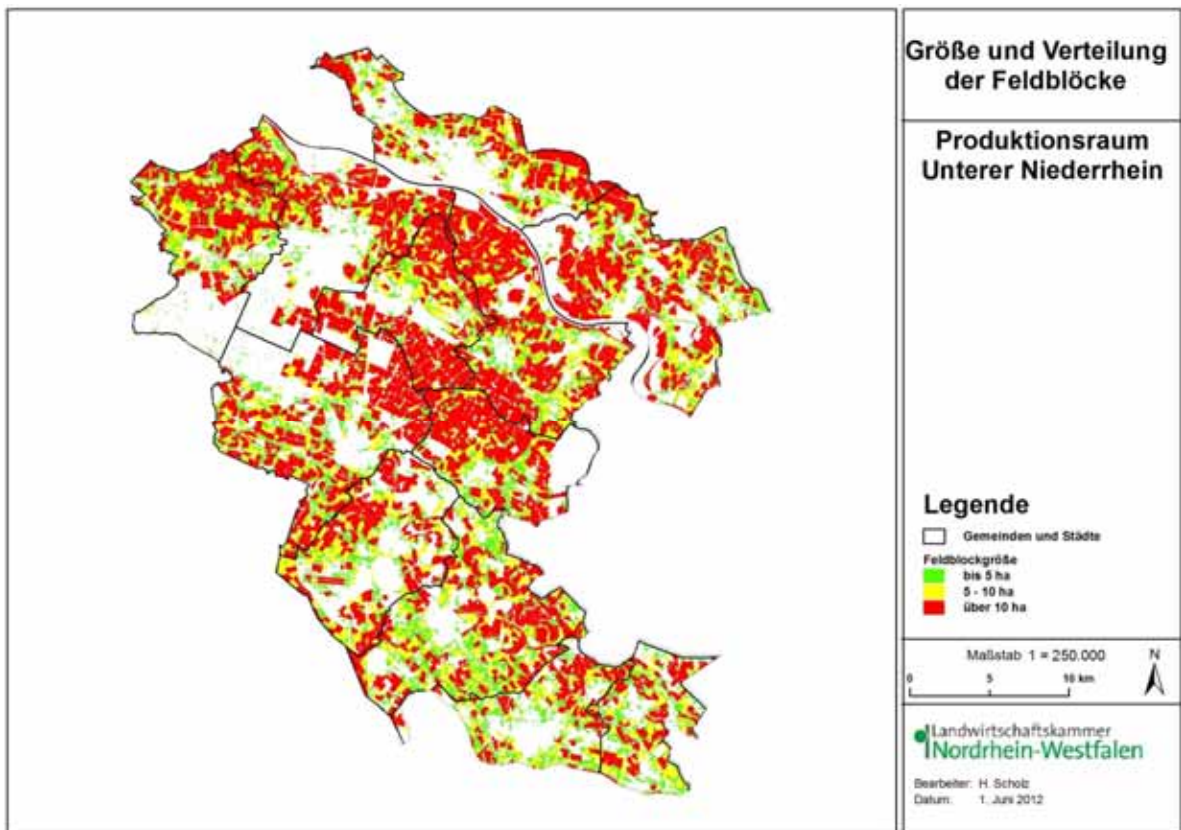 Größe und Verteilung
der Feldblöcke
Produktionsraum
Unterer Niederrhein
Legende
Gemeinden und Städte
Feldblockgröße
bis 5 ha
5 - 10 ha
über 10 ha
Maßstab 1 = 250.000
N
0 5 10 km
Landwirtschaftskammer
Nordrhein-Westfalen
Bearbeiter: H. Scholz
Datum: 1. Juni 2012